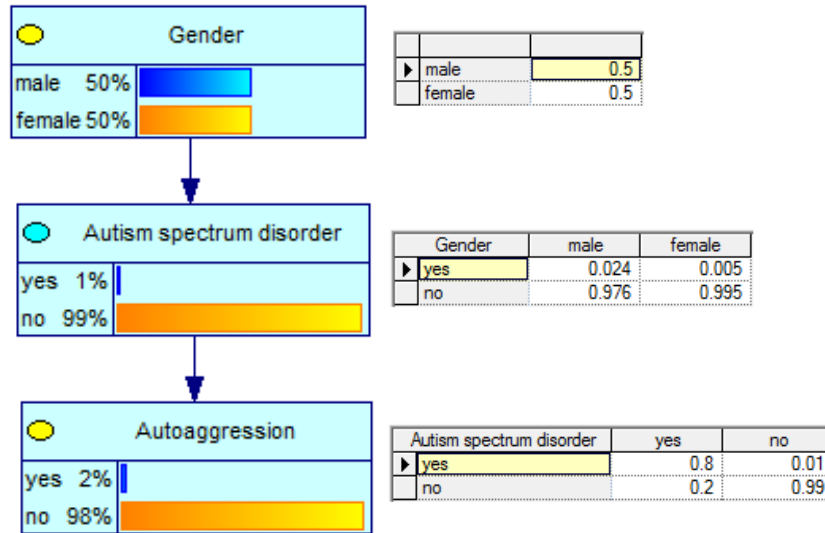 Gender
male 50%
female 50%
male 0.5
female 0.5
Autism spectrum disorder
yes 1%
no 99%
Gender male female
yes 0.024 0.005
no 0.976 0.995
Autoaggression
yes 2%
no 98%
Autism spectrum disorder yes no
yes 0.8 0.01
no 0.2 0.99